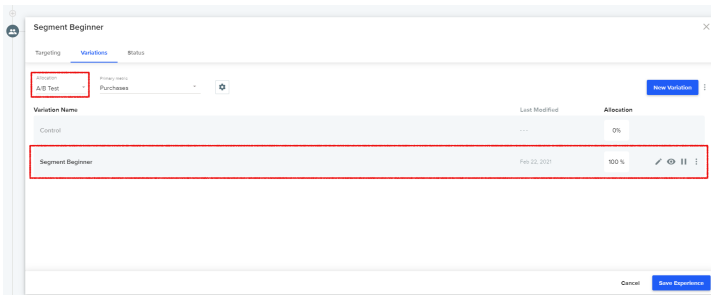 Segment Beginner
Targeting Variations Status
Allocation Primary metric
A/B Test Purchases
New Variation
Variation Name Last Modified Allocation
Control --- 0%
Segment Beginner Feb 22, 2021 100 %
Cancel Save Experience